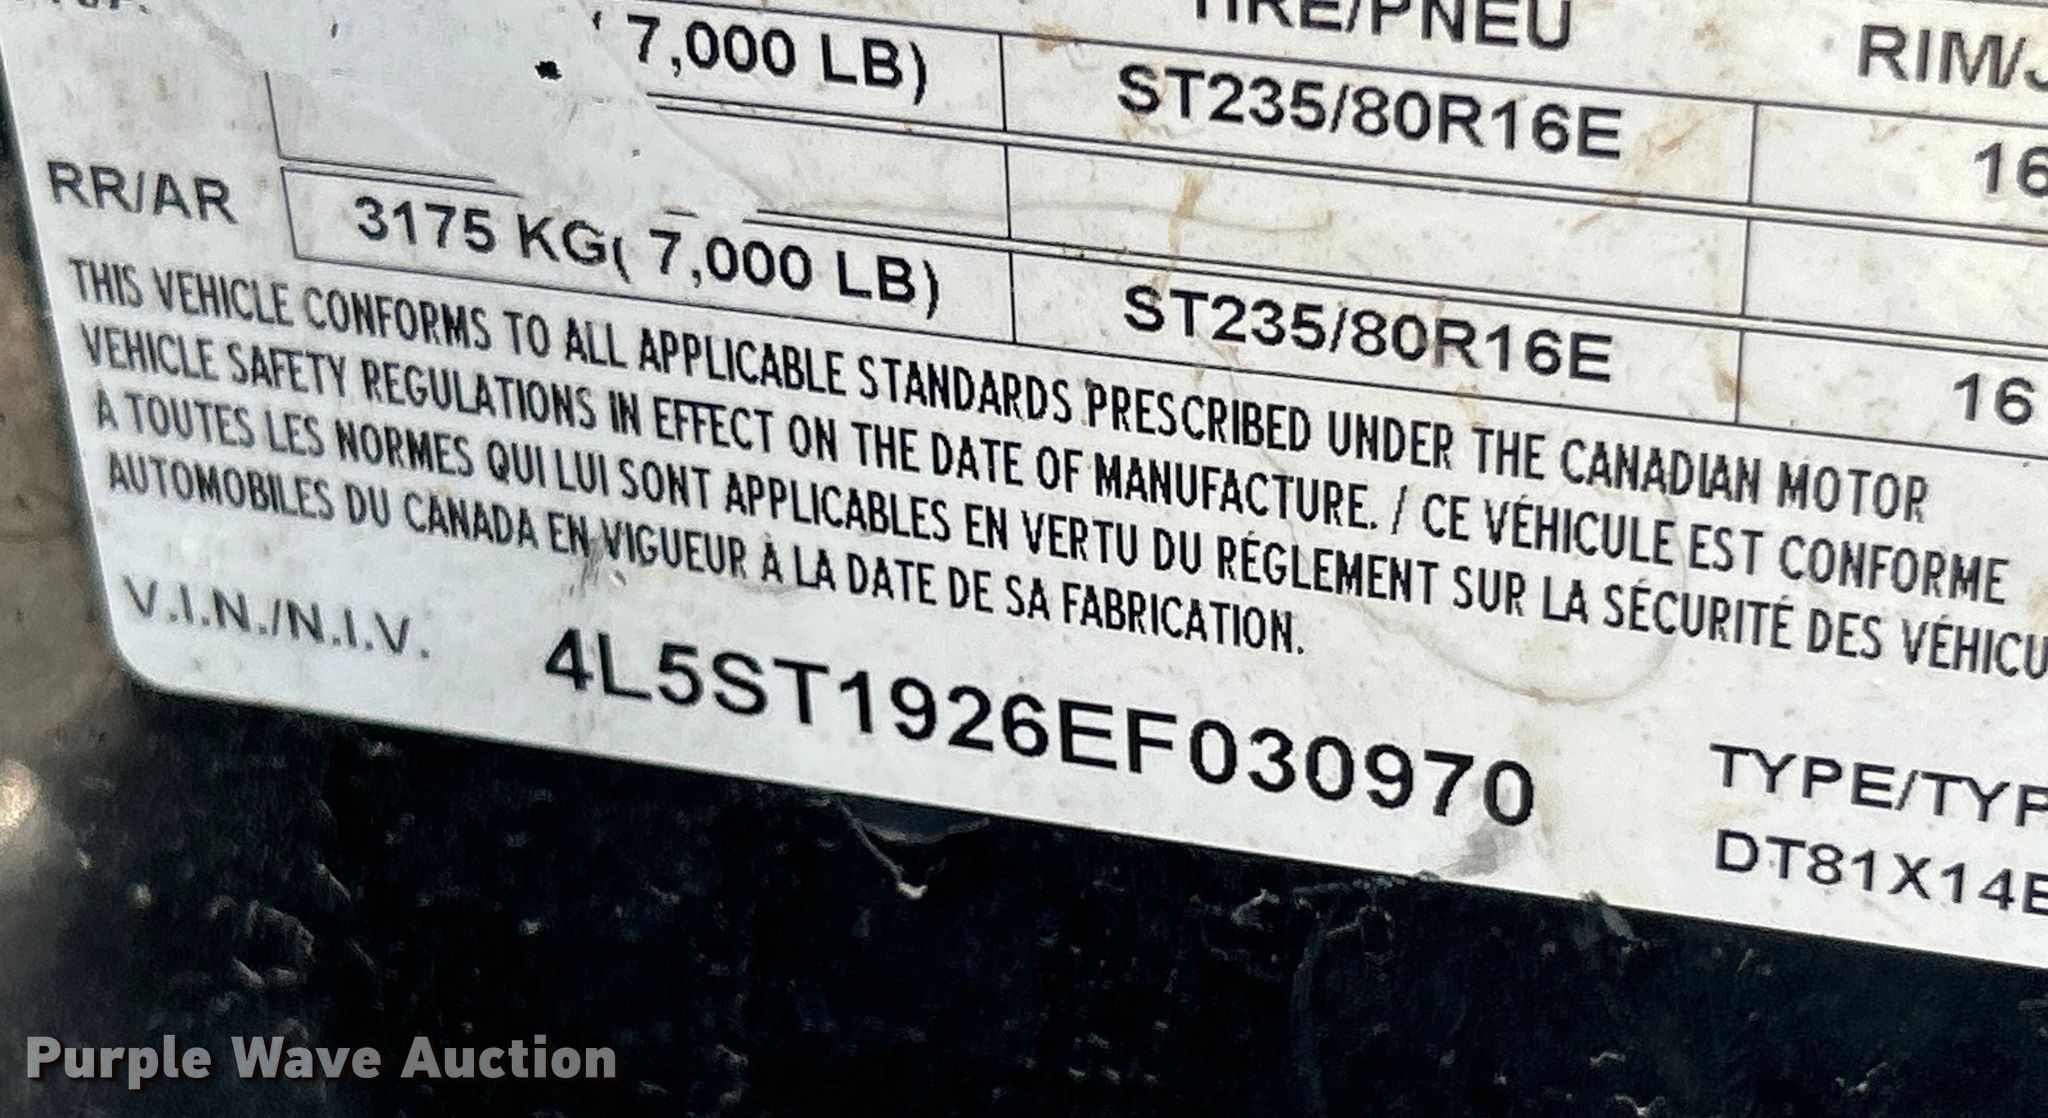 TIRE/PNEU RIM/J
( 7,000 LB) ST235/80R16E 16
RR/AR 3175 KG( 7,000 LB) ST235/80R16E 16
THIS VEHICLE CONFORMS TO ALL APPLICABLE STANDARDS PRESCRIBED UNDER THE CANADIAN MOTOR
VEHICLE SAFETY REGULATIONS IN EFFECT ON THE DATE OF MANUFACTURE. / CE VÉHICULE EST CONFORME
À TOUTES LES NORMES QUI LUI SONT APPLICABLES EN VERTU DU RÉGLEMENT SUR LA SÉCURITÉ DES VÉHICU
AUTOMOBILES DU CANADA EN VIGUEUR À LA DATE DE SA FABRICATION.
V.I.N./N.I.V. 4L5ST1926EF030970
TYPE/TYP
DT81X14E
Purple Wave Auction